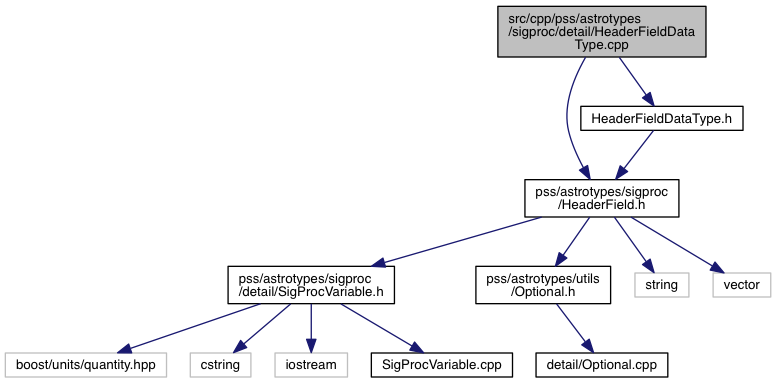 src/cpp/pss/astrotypes
/sigproc/detail/HeaderFieldData
Type.cpp
HeaderFieldDataType.h
pss/astrotypes/sigproc
/HeaderField.h
pss/astrotypes/sigproc
/detail/SigProcVariable.h
pss/astrotypes/utils
/Optional.h
string
vector
boost/units/quantity.hpp
cstring
iostream
SigProcVariable.cpp
detail/Optional.cpp